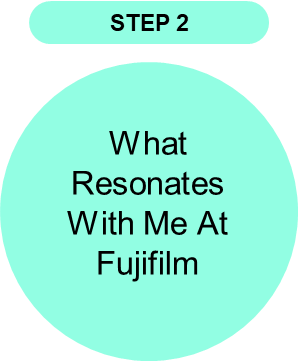 STEP 2
What
Resonates
With Me At
Fujifilm